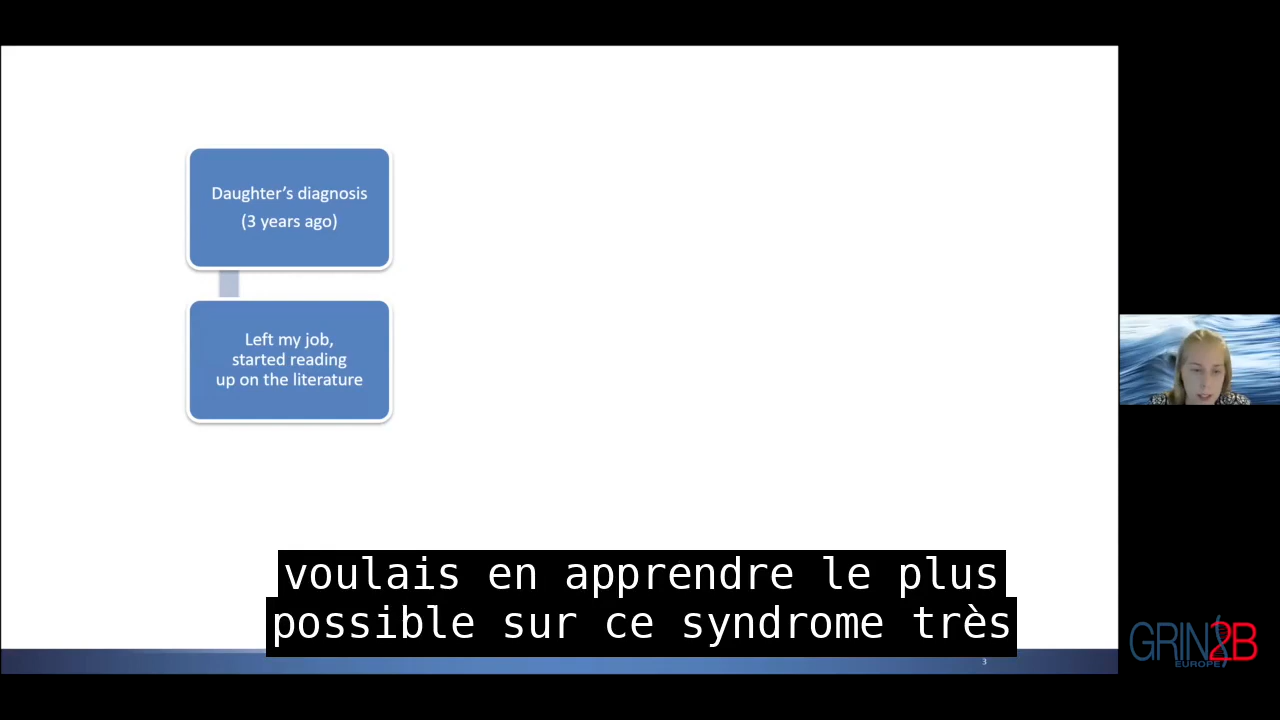 Daughter’s diagnosis
(3 years ago)
Left my job,
started reading
up on the literature
voulais en apprendre le plus
possible sur ce syndrome très
3
GRIN2B
EUROPE